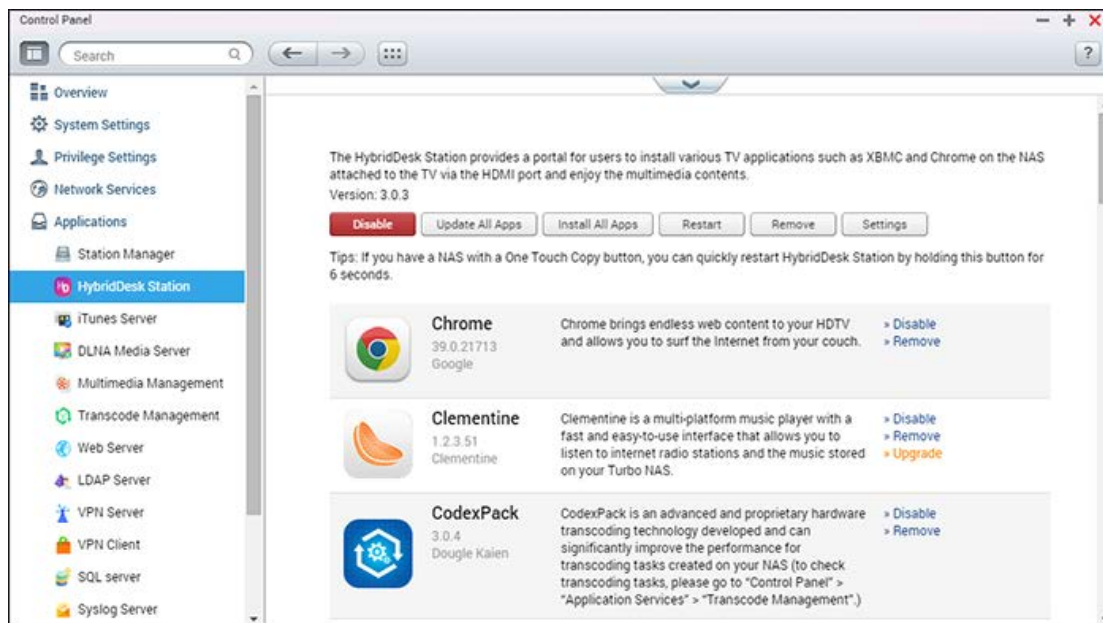 Control Panel
Search
?
Overview
System Settings
Privilege Settings
Network Services
Applications
Station Manager
HybridDesk Station
iTunes Server
DLNA Media Server
Multimedia Management
Transcode Management
Web Server
LDAP Server
VPN Server
VPN Client
SQL server
Syslog Server
The HybridDesk Station provides a portal for users to install various TV applications such as XBMC and Chrome on the NAS
attached to the TV via the HDMI port and enjoy the multimedia contents.
Version: 3.0.3
Disable Update All Apps Install All Apps Restart Remove Settings
Tips: If you have a NAS with a One Touch Copy button, you can quickly restart HybridDesk Station by holding this button for
6 seconds.
Chrome
39.0.21713
Google
Chrome brings endless web content to your HDTV
and allows you to surf the Internet from your couch.
» Disable
» Remove
Clementine
1.2.3.51
Clementine
Clementine is a multi-platform music player with a
fast and easy-to-use interface that allows you to
listen to internet radio stations and the music stored
on your Turbo NAS.
» Disable
» Remove
» Upgrade
CodexPack
3.0.4
Dougle Kaien
CodexPack is an advanced and proprietary hardware
transcoding technology developed and can
significantly improve the performance for
transcoding tasks created on your NAS (to check
transcoding tasks, please go to “Control Panel” >
“Application Services” > “Transcode Management”.)
» Disable
» Remove